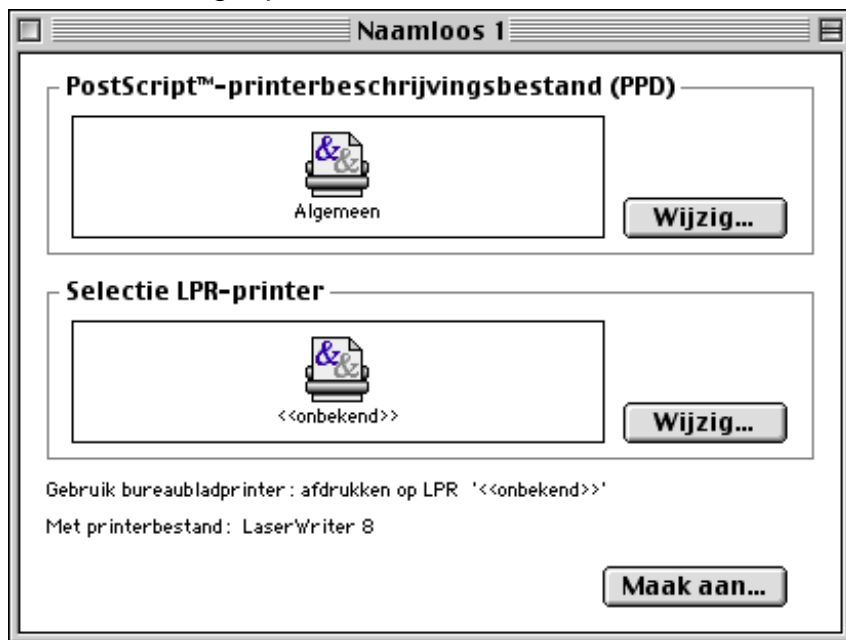 Naamloos 1
PostScript™-printerbeschrijvingsbestand (PPD)
Algemeen
Wijzig...
Selectie LPR-printer
<<onbekend>>
Wijzig...
Gebruik bureaubladprinter: afdrukken op LPR '<<onbekend>>'
Met printerbestand: LaserWriter 8
Maak aan...